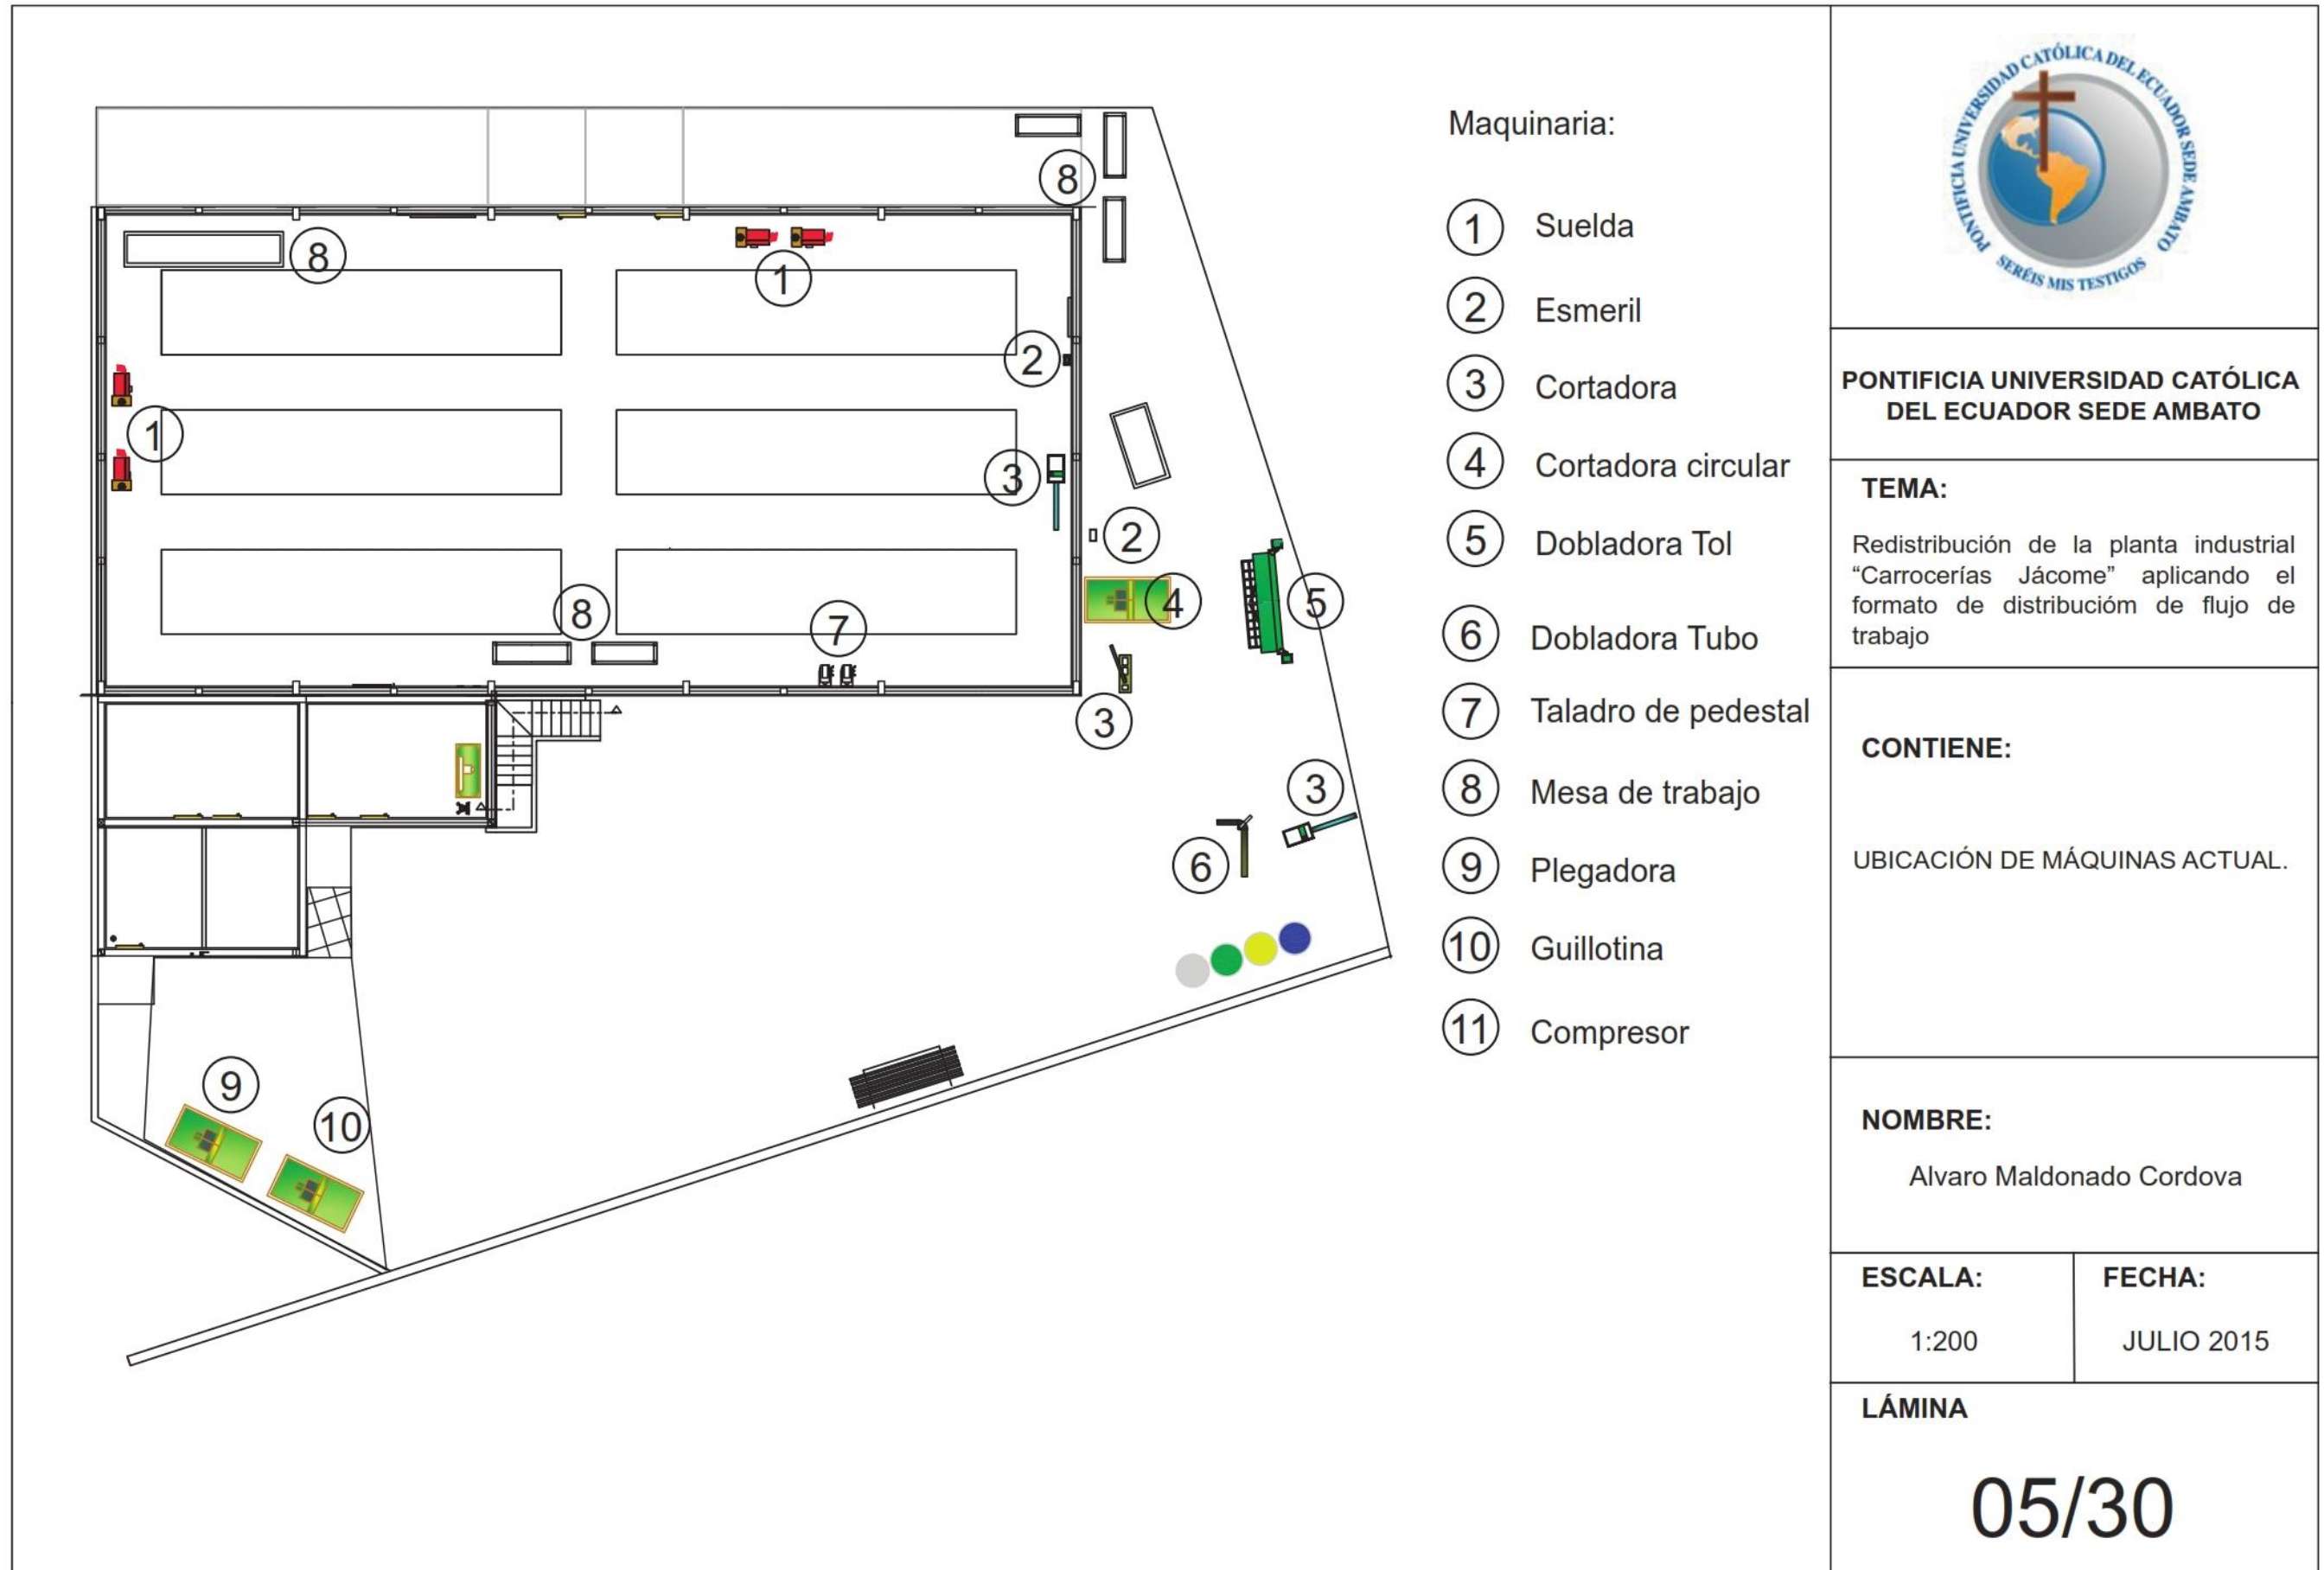 8
8
1
2
1
3
2
4
5
8
7
3
3
6
9
10
Maquinaria:
1 Suelda
2 Esmeril
3 Cortadora
4 Cortadora circular
5 Dobladora Tol
6 Dobladora Tubo
7 Taladro de pedestal
8 Mesa de trabajo
9 Plegadora
10 Guillotina
11 Compresor
PONTIFICIA UNIVERSIDAD CATÓLICA DEL ECUADOR SEDE AMBATO
SERÉIS MIS TESTIGOS
PONTIFICIA UNIVERSIDAD CATÓLICA
DEL ECUADOR SEDE AMBATO
TEMA:
Redistribución de la planta industrial
“Carrocerías Jácome” aplicando el
formato de distribucióm de flujo de
trabajo
CONTIENE:
UBICACIÓN DE MÁQUINAS ACTUAL.
NOMBRE:
Alvaro Maldonado Cordova
ESCALA:
1:200
FECHA:
JULIO 2015
LÁMINA
05/30